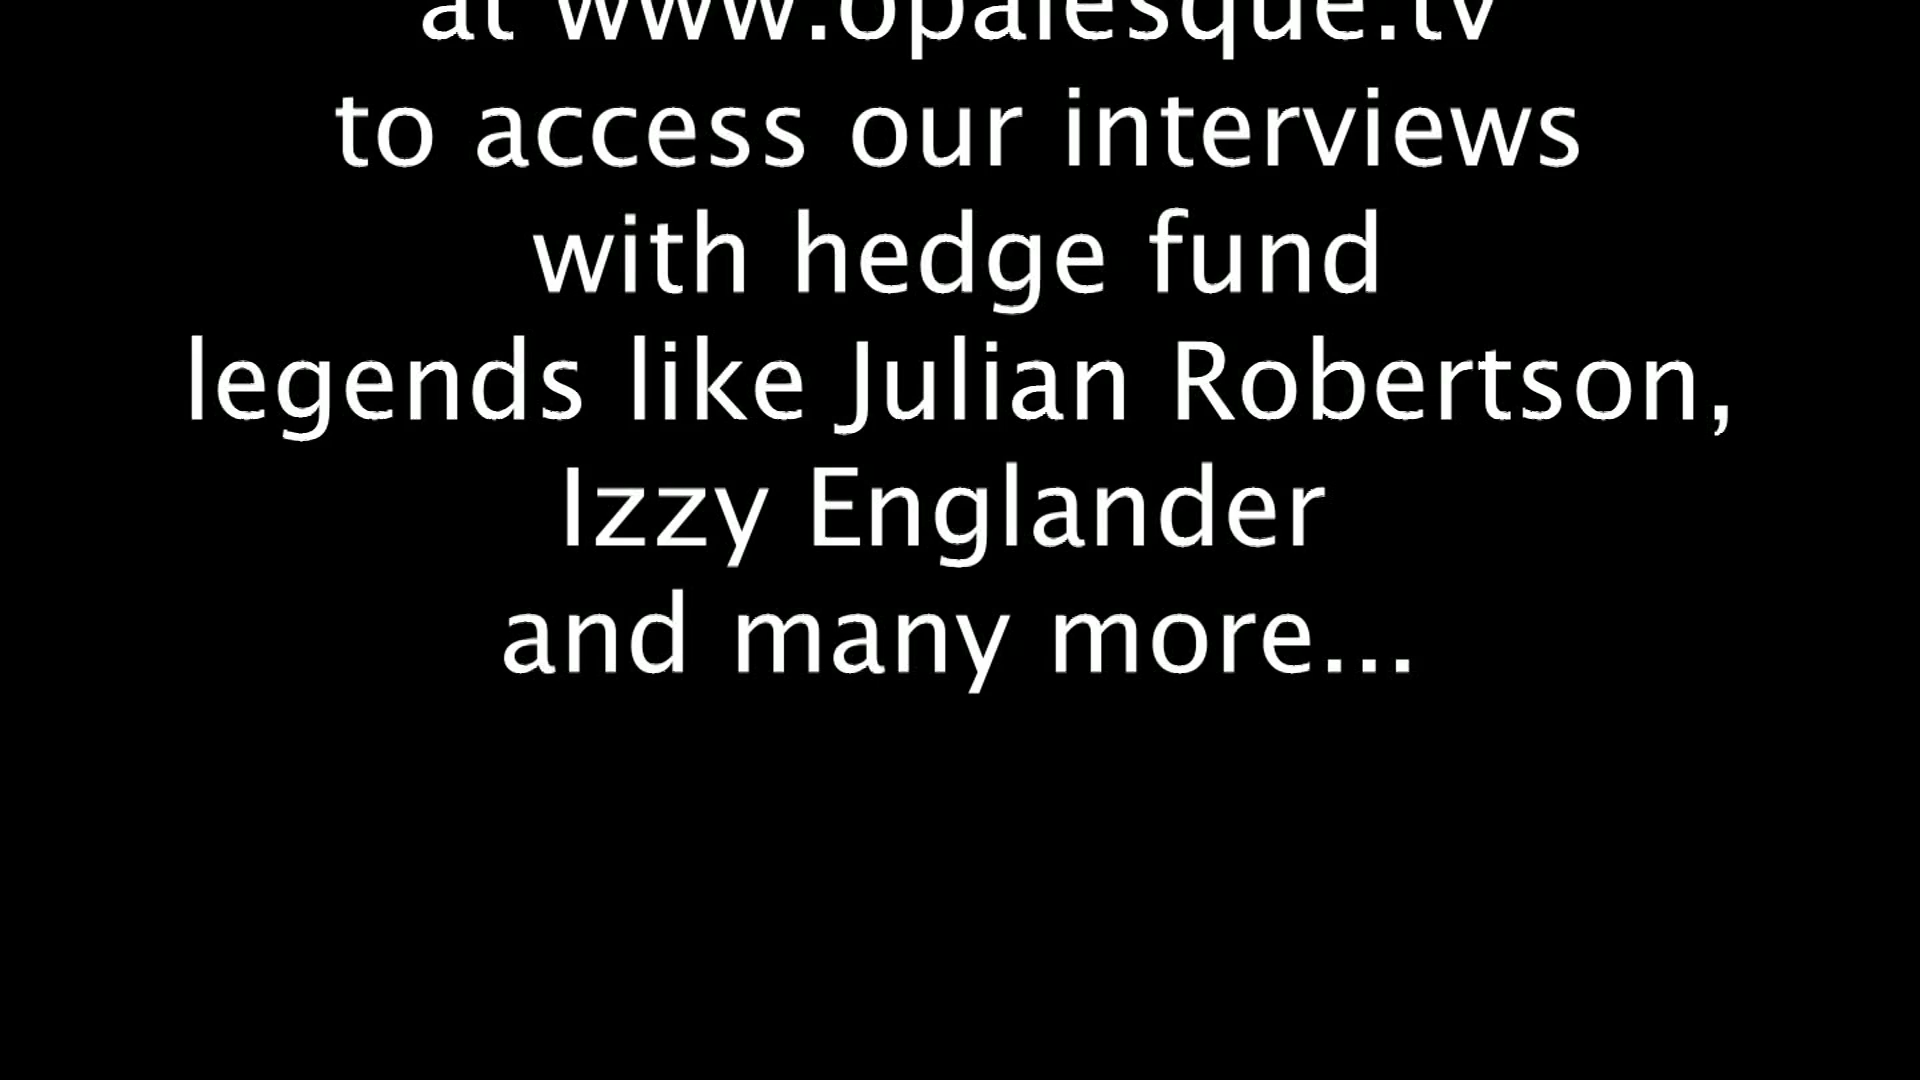 at www.opalesque.tv
to access our interviews
with hedge fund
legends like Julian Robertson,
Izzy Englander
and many more...